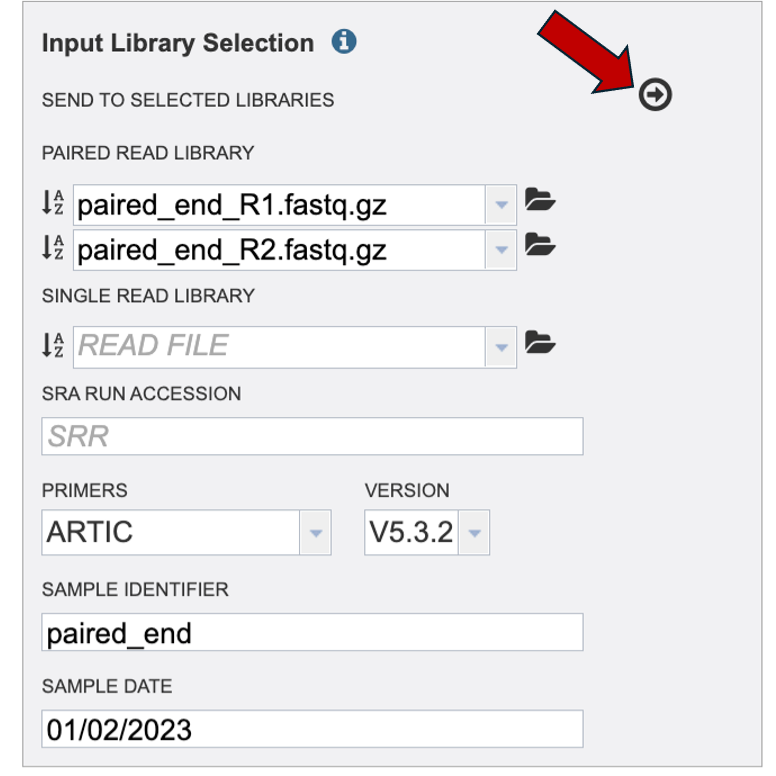 Input Library Selection
SEND TO SELECTED LIBRARIES
PAIRED READ LIBRARY
paired_end_R1.fastq.gz
paired_end_R2.fastq.gz
SINGLE READ LIBRARY
READ FILE
SRA RUN ACCESSION
SRR
PRIMERS VERSION
ARTIC V5.3.2
SAMPLE IDENTIFIER
paired_end
SAMPLE DATE
01/02/2023